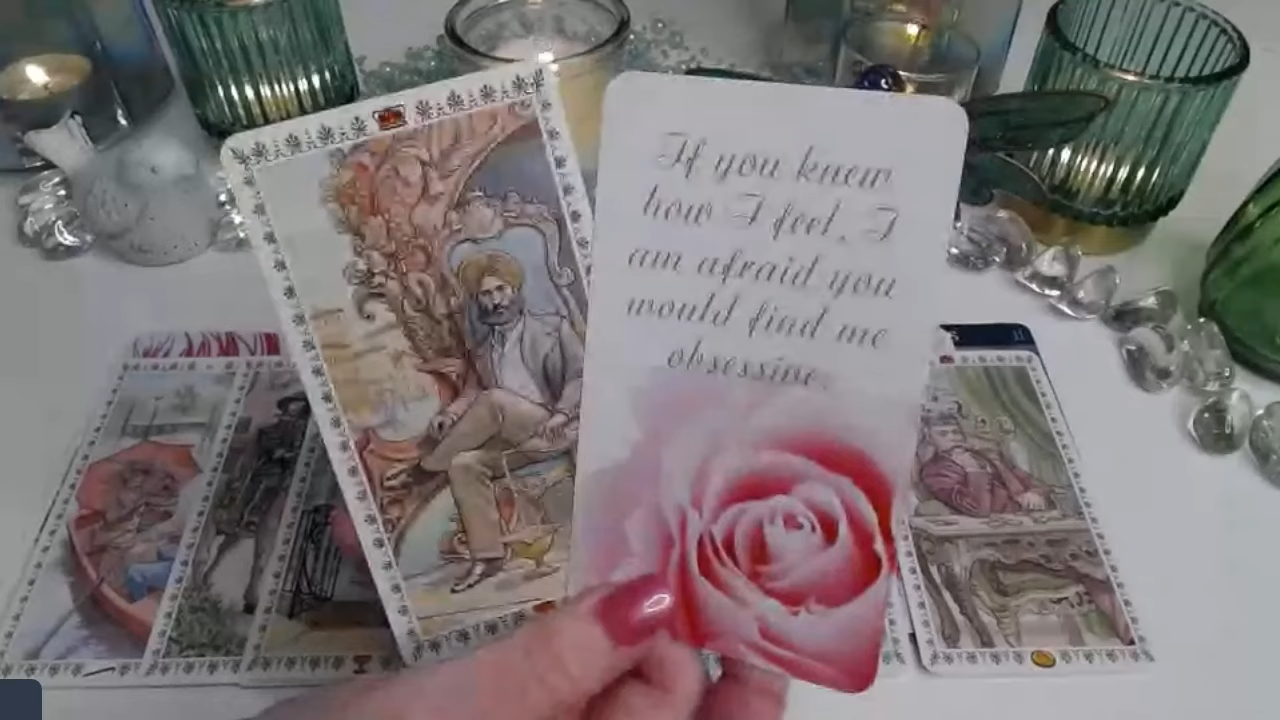 If you knew
how I feel, I
am afraid you
would find me
obsessive.